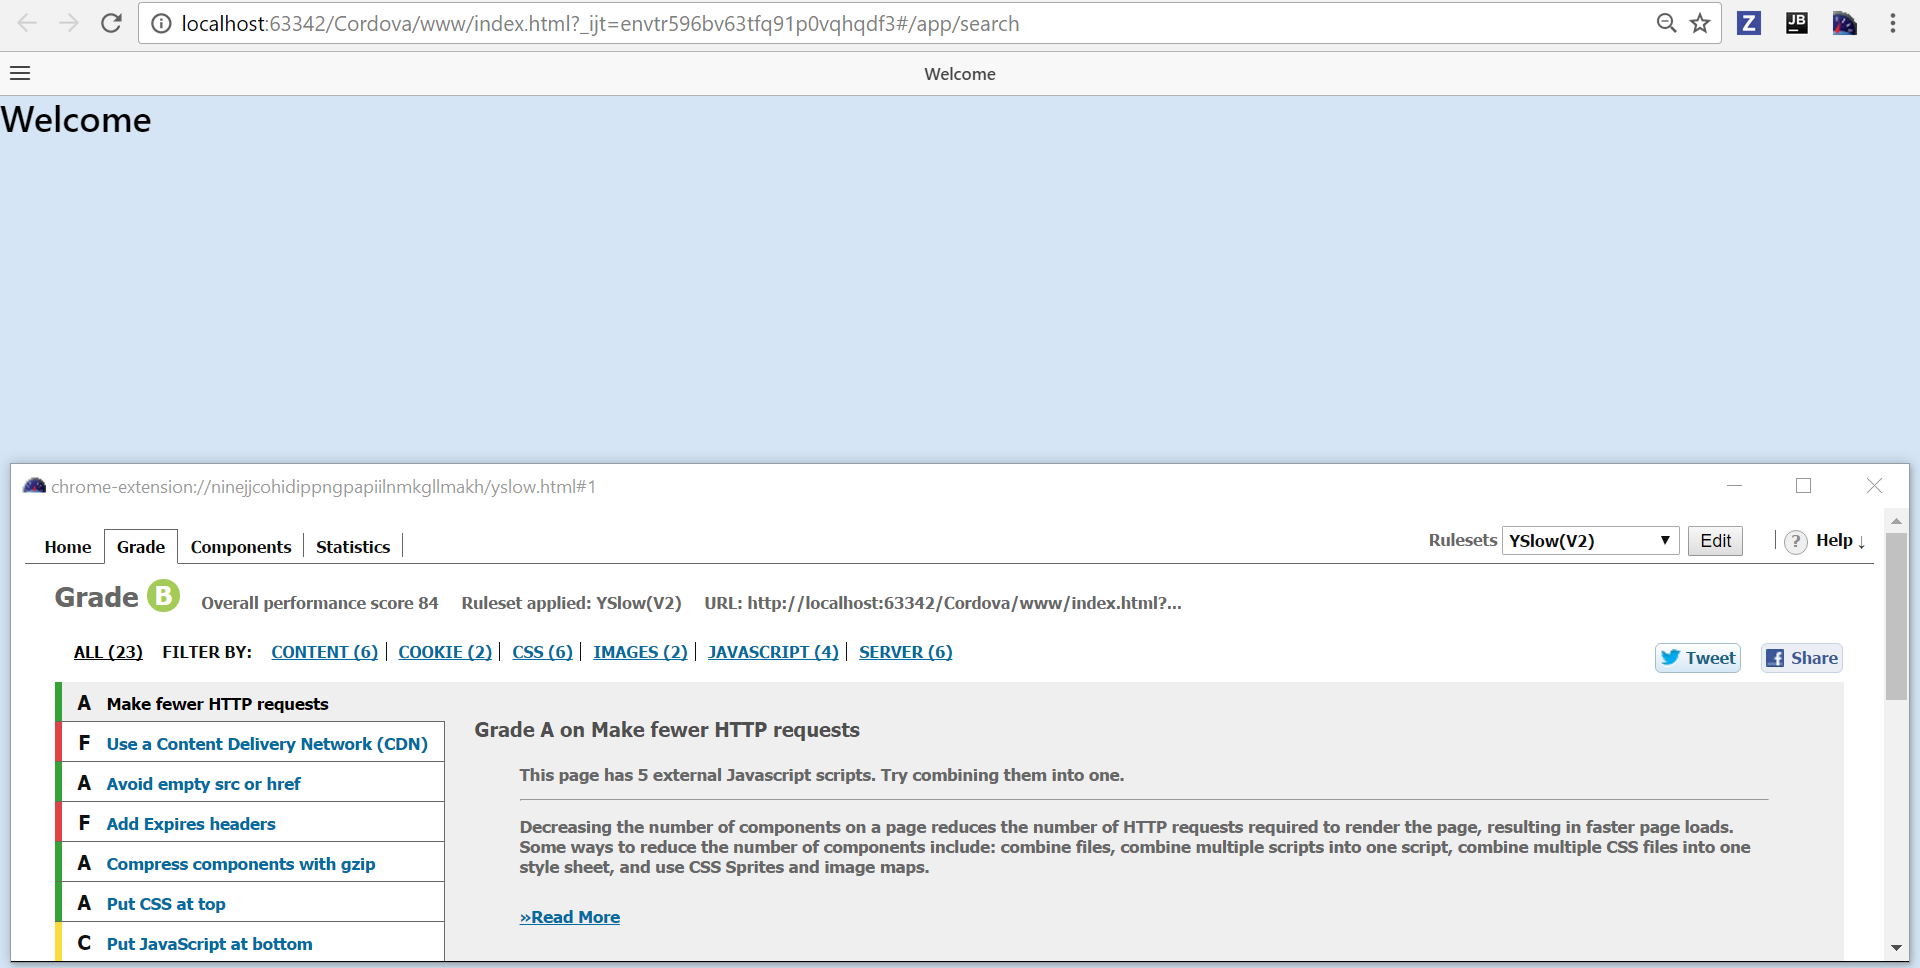 localhost:63342/Cordova/www/index.html?_ijt=envtr596bv63tfq91p0vqhqdf3#/app/search
Z
JB
Welcome
Welcome
chrome-extension://ninejjcohidippngpapiilnmkgllmakh/yslow.html#1
Home Grade Components Statistics Rulesets YSlow(V2) Edit ? Help ↓
Grade B Overall performance score 84 Ruleset applied: YSlow(V2) URL: http://localhost:63342/Cordova/www/index.html?...
ALL (23) FILTER BY: CONTENT (6) COOKIE (2) CSS (6) IMAGES (2) JAVASCRIPT (4) SERVER (6)
Tweet Share
A Make fewer HTTP requests
F Use a Content Delivery Network (CDN)
A Avoid empty src or href
F Add Expires headers
A Compress components with gzip
A Put CSS at top
C Put JavaScript at bottom
Grade A on Make fewer HTTP requests
This page has 5 external Javascript scripts. Try combining them into one.
Decreasing the number of components on a page reduces the number of HTTP requests required to render the page, resulting in faster page loads.
Some ways to reduce the number of components include: combine files, combine multiple scripts into one script, combine multiple CSS files into one
style sheet, and use CSS Sprites and image maps.
»Read More